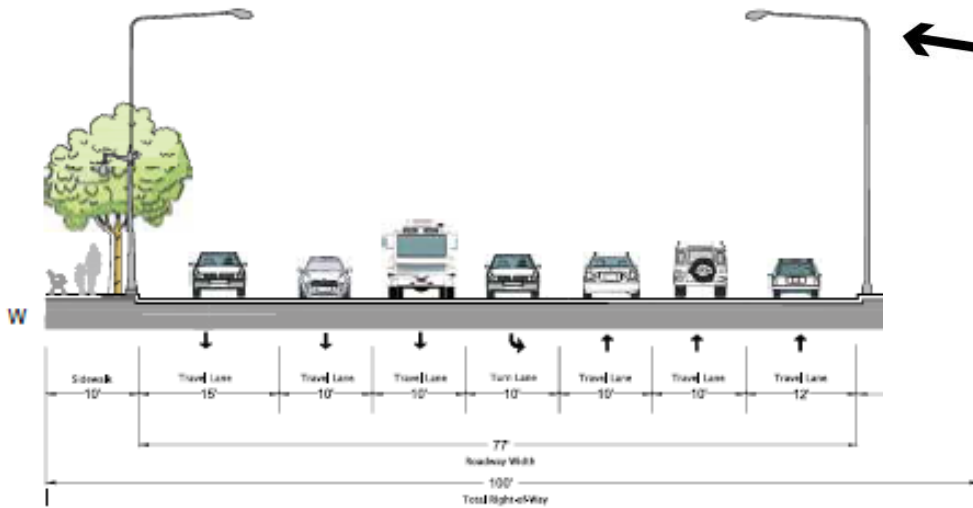 W
Sidewalk
10'
Travel Lane
15'
Travel Lane
10'
Travel Lane
10'
Turn Lane
10'
Travel Lane
10'
Travel Lane
10'
Travel Lane
12'
77'
Roadway Width
100'
Total Right-of-Way